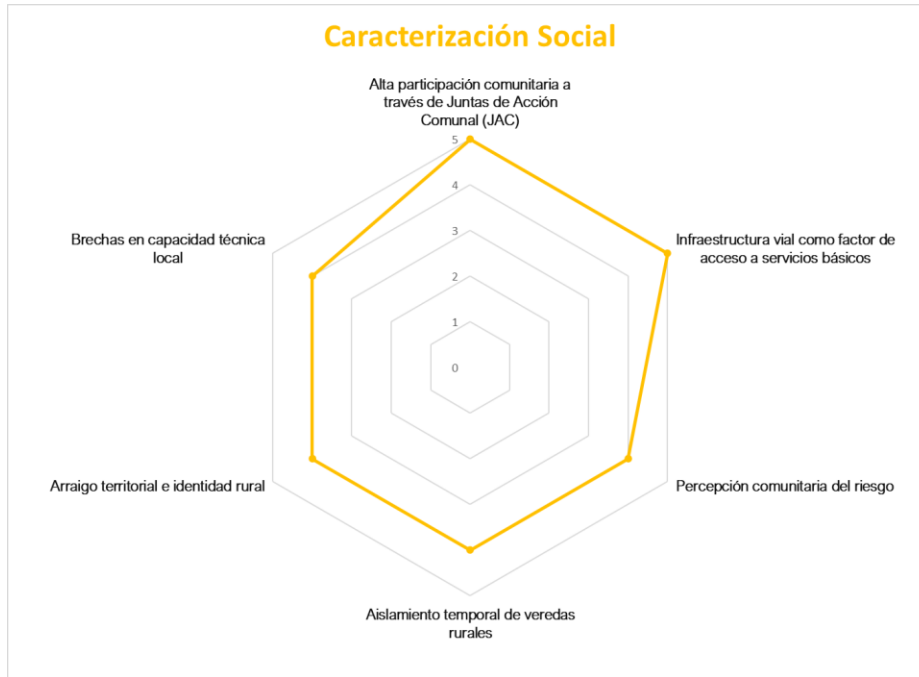 Caracterización Social
Alta participación comunitaria a
través de Juntas de Acción
Comunal (JAC)
5
4
3
2
1
0
Brechas en capacidad técnica
local
Infraestructura vial como factor de
acceso a servicios básicos
Arraigo territorial e identidad rural
Percepción comunitaria del riesgo
Aislamiento temporal de veredas
rurales